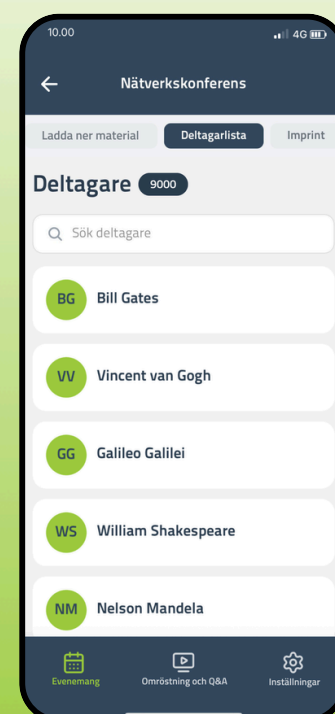 10.00 4G
Nätverkskonferens
Ladda ner material Deltagarlista Imprint
Deltagare 9000
Sök deltagare
BG Bill Gates
VV Vincent van Gogh
GG Galileo Galilei
WS William Shakespeare
NM Nelson Mandela
Evenemang Omröstning och Q&A Inställningar